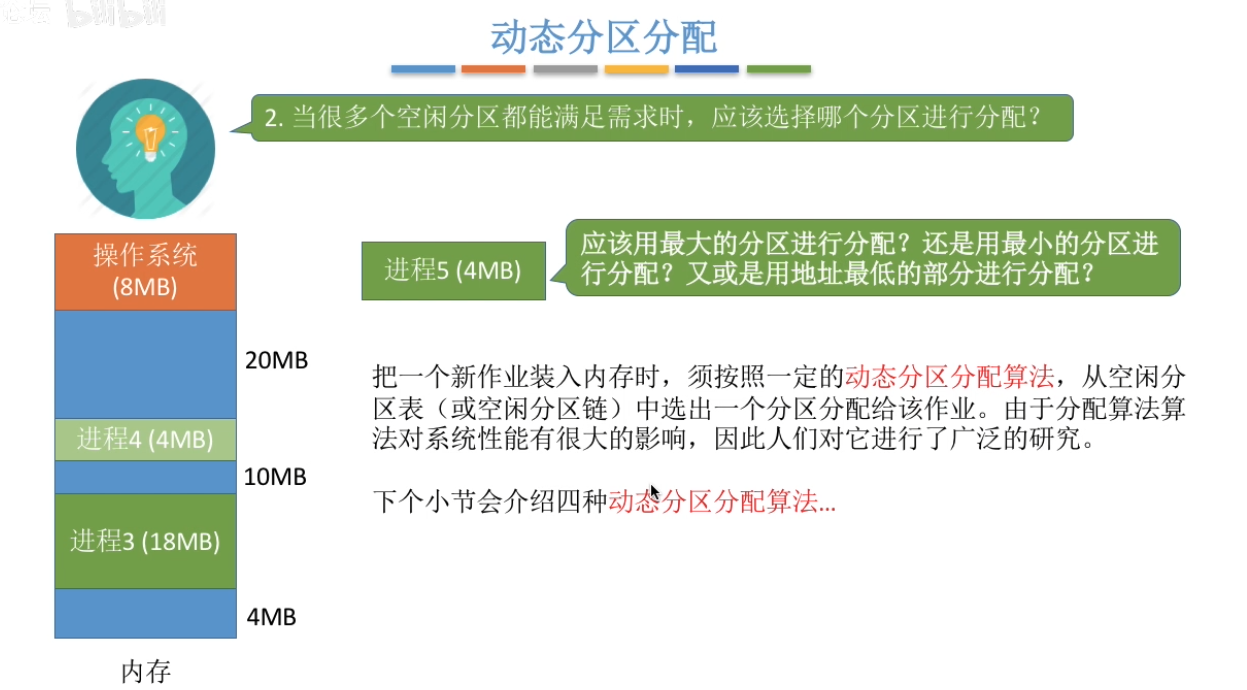 bilibili
动态分区分配
2. 当很多个空闲分区都能满足需求时，应该选择哪个分区进行分配？
操作系统
(8MB)
20MB
进程4 (4MB)
10MB
进程3 (18MB)
4MB
内存
进程5 (4MB)
应该用最大的分区进行分配？还是用最小的分区进
行分配？又或是用地址最低的部分进行分配？
把一个新作业装入内存时，须按照一定的动态分区分配算法，从空闲分
区表（或空闲分区链）中选出一个分区分配给该作业。由于分配算法算
法对系统性能有很大的影响，因此人们对它进行了广泛的研究。
下个小节会介绍四种动态分区分配算法...